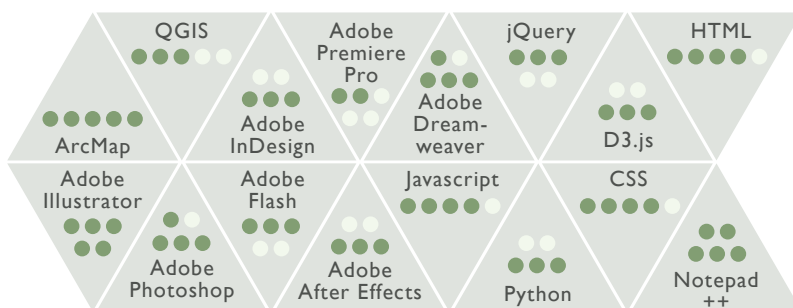 QGIS
Adobe
Premiere
Pro
jQuery
HTML
ArcMap
Adobe
InDesign
Adobe
Dream-
weaver
D3.js
Adobe
Illustrator
Adobe
Flash
Javascript
CSS
Adobe
Photoshop
Adobe
After Effects
Python
Notepad
++